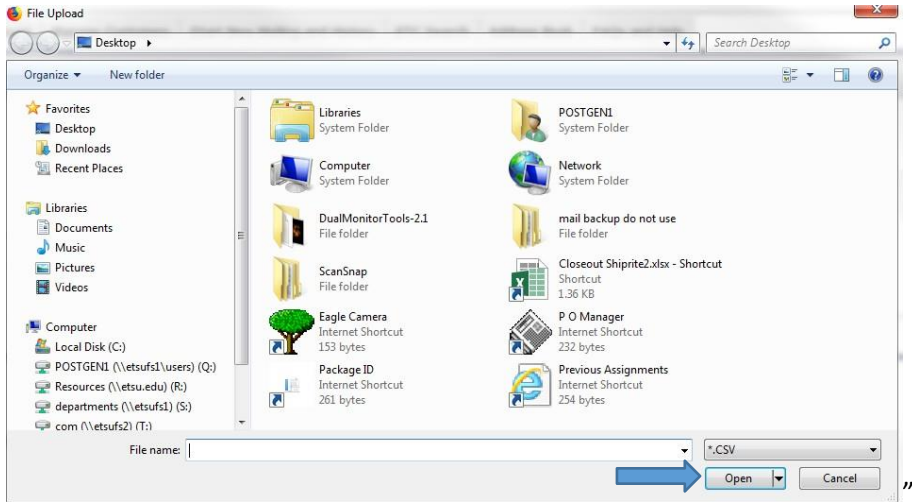 File Upload
Desktop
Search Desktop
Organize
New folder
Favorites
Desktop
Downloads
Recent Places
Libraries
Documents
Music
Pictures
Videos
Computer
Local Disk (C:)
POSTGEN1 (\\etsufs1\users) (Q:)
Resources (\\etsu.edu) (R:)
departments (\\etsufs1) (S:)
com (\\etsufs2) (T:)
Libraries
System Folder
POSTGEN1
System Folder
Computer
System Folder
Network
System Folder
DualMonitorTools-2.1
File folder
mail backup do not use
File folder
ScanSnap
File folder
Closeout Shiprite2.xlsx - Shortcut
Shortcut
1.36 KB
Eagle Camera
Internet Shortcut
153 bytes
P O Manager
Internet Shortcut
232 bytes
Package ID
Internet Shortcut
261 bytes
Previous Assignments
Internet Shortcut
254 bytes
File name:
*.CSV
Open
Cancel
”